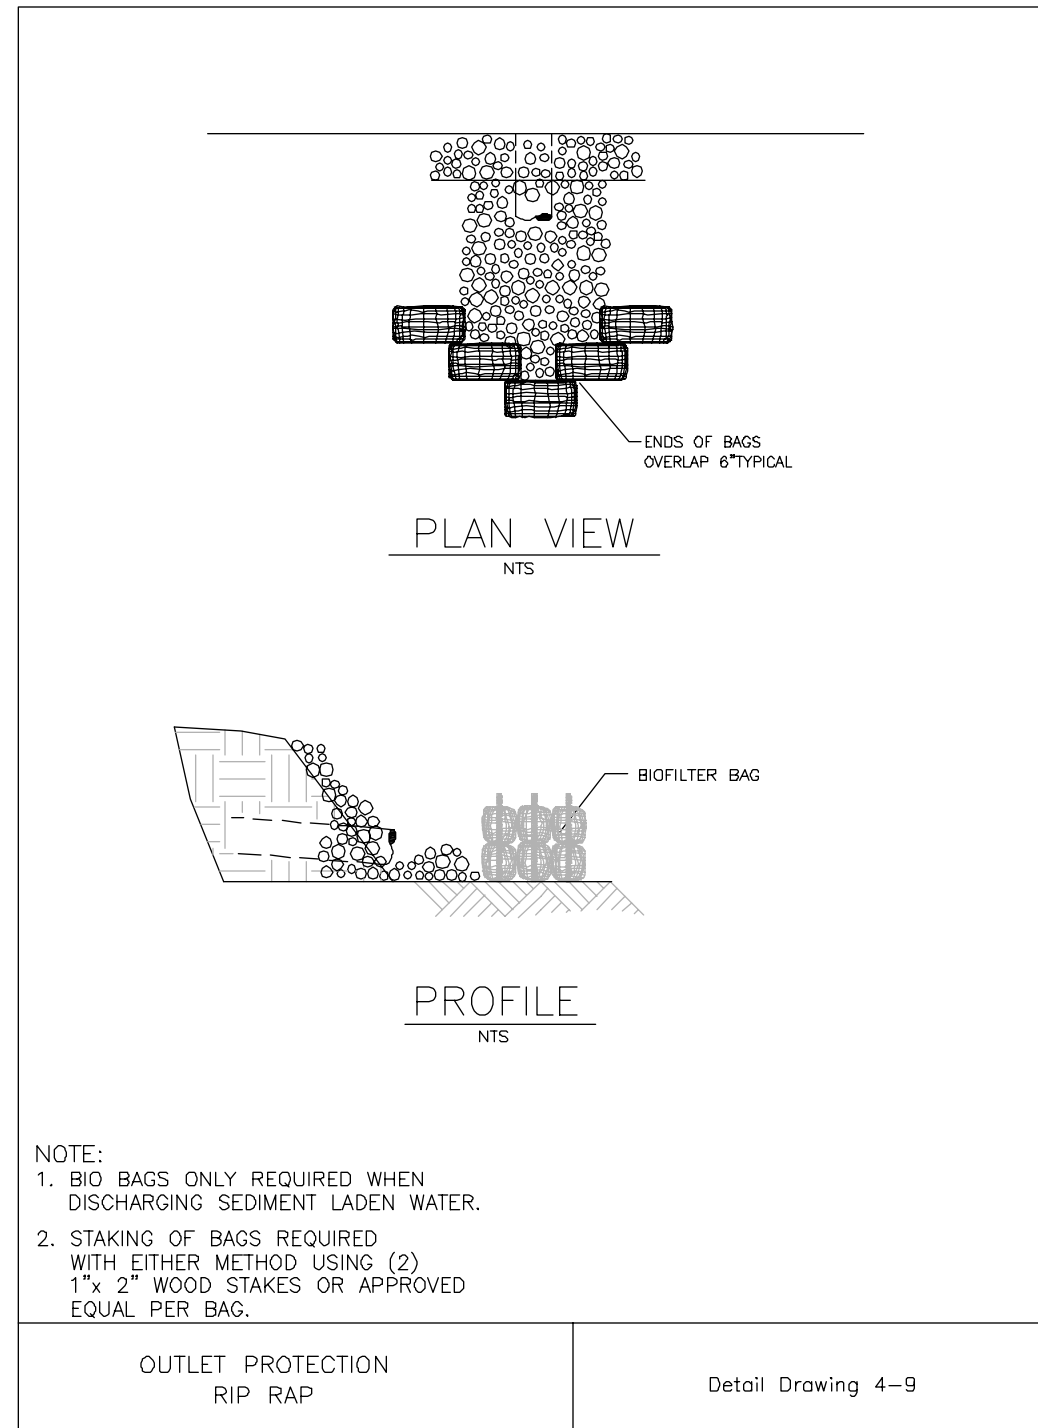 ENDS OF BAGS
OVERLAP 6"TYPICAL
PLAN VIEW
NTS
BIOFILTER BAG
PROFILE
NTS
NOTE:
1. BIO BAGS ONLY REQUIRED WHEN
DISCHARGING SEDIMENT LADEN WATER.
2. STAKING OF BAGS REQUIRED
WITH EITHER METHOD USING (2)
1"x 2" WOOD STAKES OR APPROVED
EQUAL PER BAG.
OUTLET PROTECTION
RIP RAP
Detail Drawing 4-9